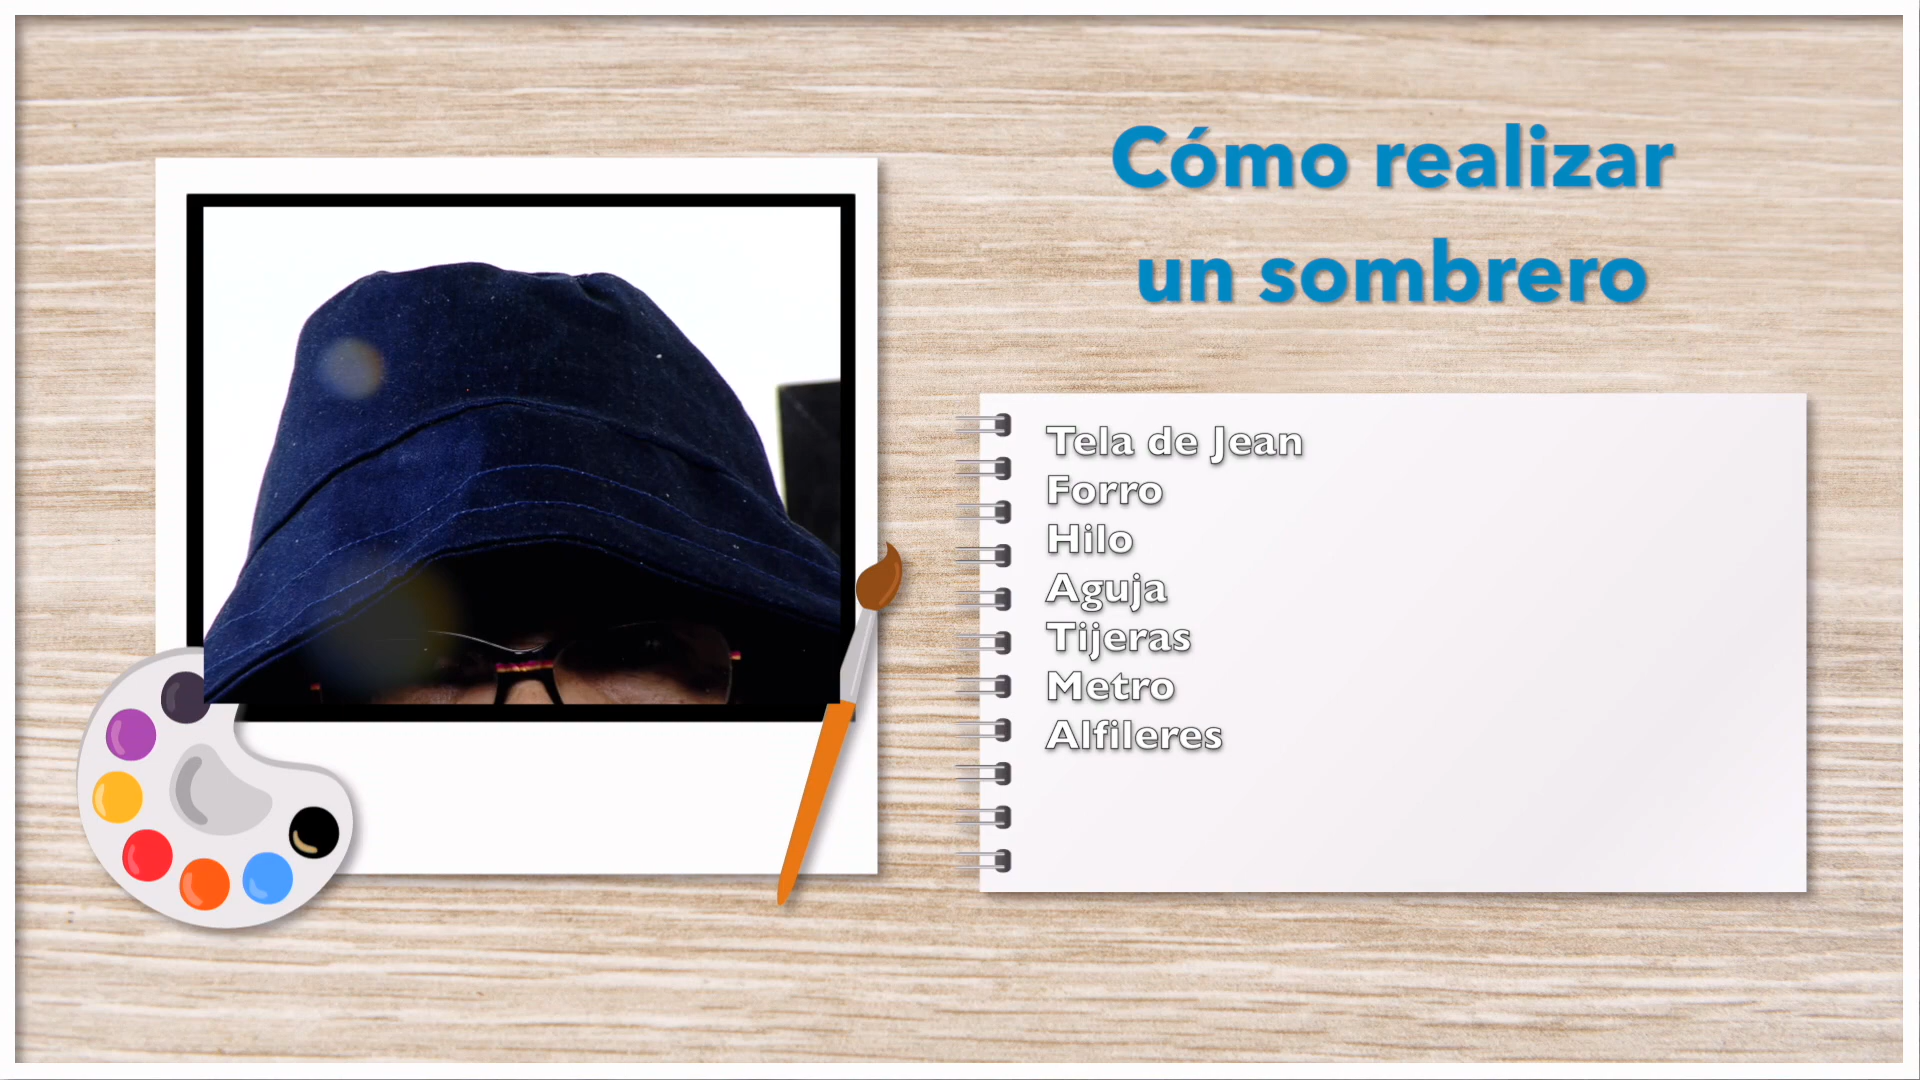 Cómo realizar
un sombrero
Tela de Jean
Forro
Hilo
Aguja
Tijeras
Metro
Alfileres